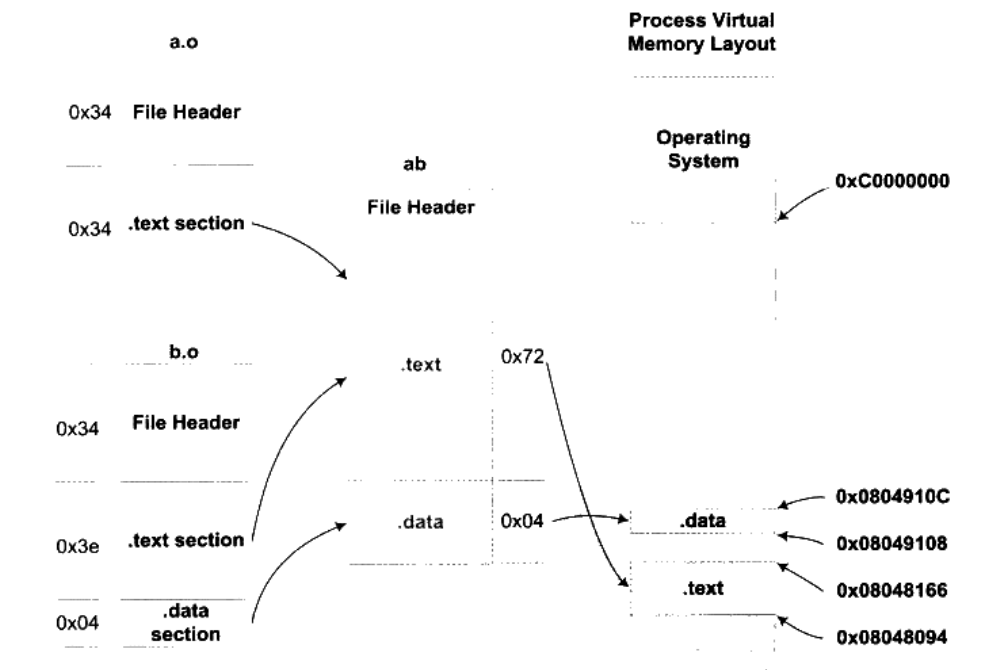 a.o
0x34
File Header
0x34
.text section
b.o
0x34
File Header
0x3e
.text section
0x04
.data
section
ab
File Header
.text
0x72
.data
0x04
Process Virtual
Memory Layout
Operating
System
0xC0000000
0x0804910C
.data
0x08049108
0x08048166
.text
0x08048094